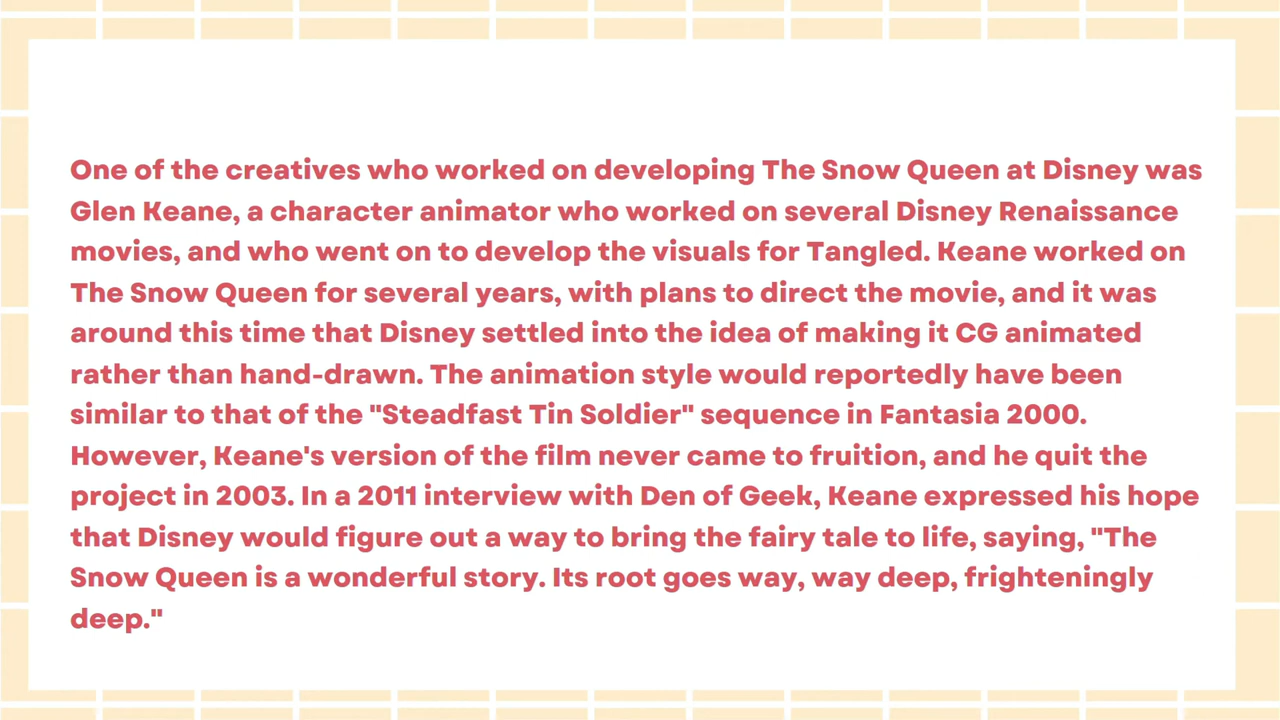 One of the creatives who worked on developing The Snow Queen at Disney was
Glen Keane, a character animator who worked on several Disney Renaissance
movies, and who went on to develop the visuals for Tangled. Keane worked on
The Snow Queen for several years, with plans to direct the movie, and it was
around this time that Disney settled into the idea of making it CG animated
rather than hand-drawn. The animation style would reportedly have been
similar to that of the "Steadfast Tin Soldier" sequence in Fantasia 2000.
However, Keane's version of the film never came to fruition, and he quit the
project in 2003. In a 2011 interview with Den of Geek, Keane expressed his hope
that Disney would figure out a way to bring the fairy tale to life, saying, "The
Snow Queen is a wonderful story. Its root goes way, way deep, frighteningly
deep."